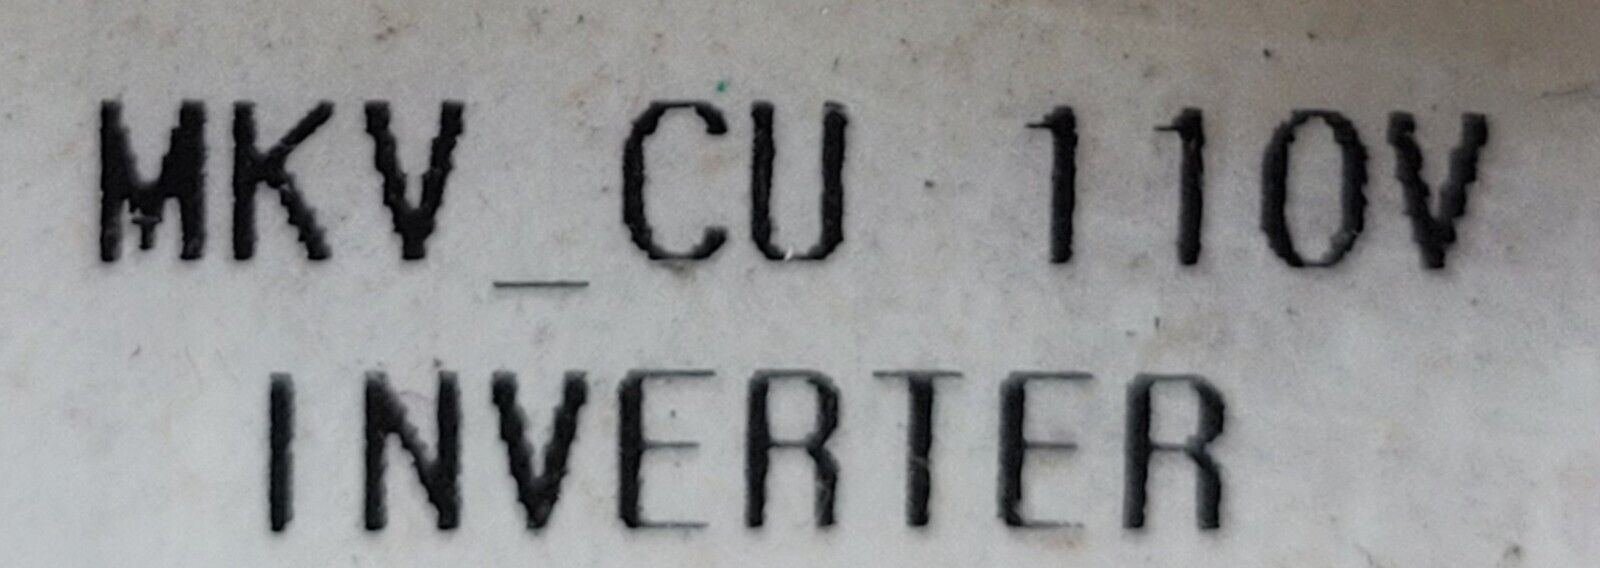 MKV_CU 110V
INVERTER